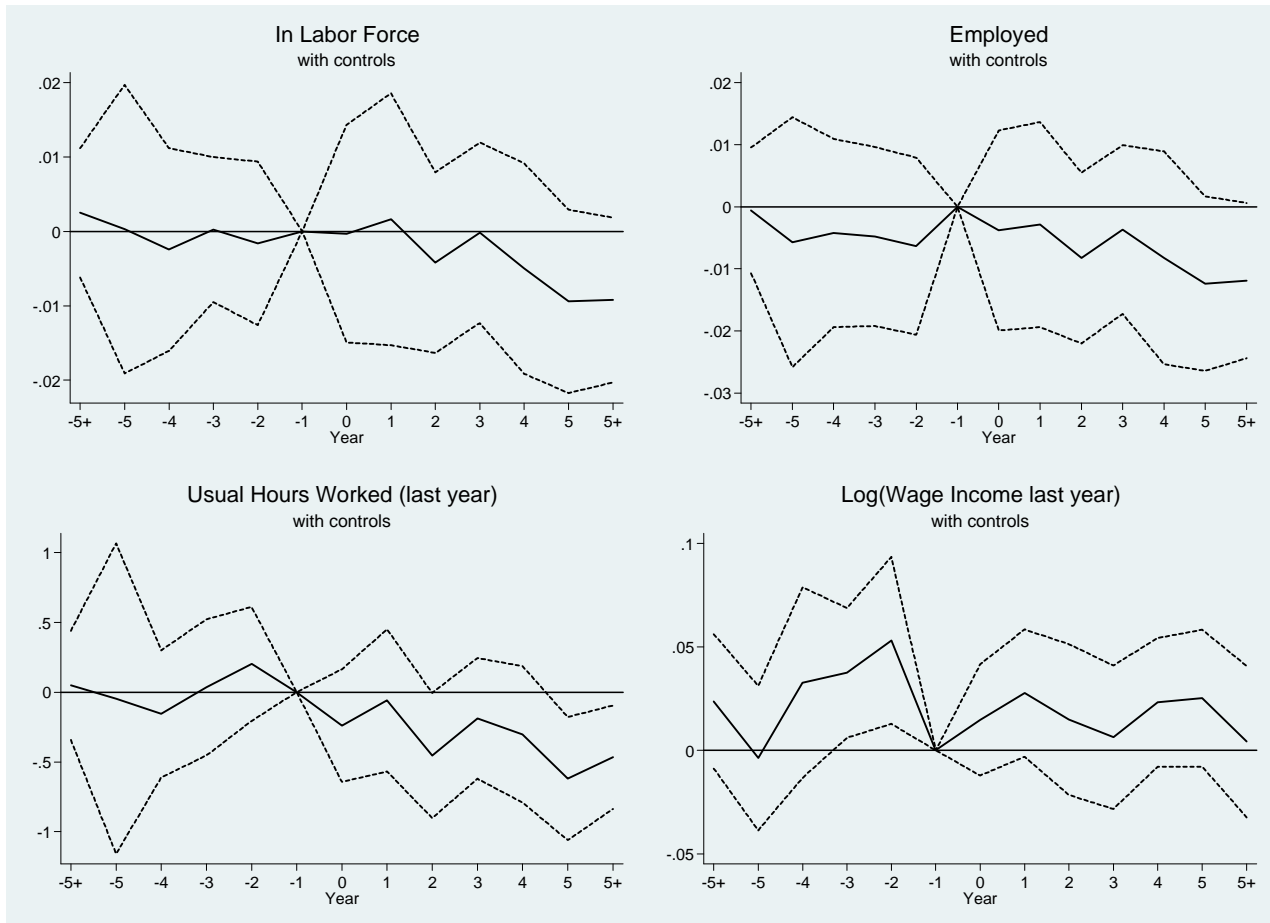 In Labor Force
with controls
.02
.01
0
-.01
-.02
-5+ -5 -4 -3 -2 -1 0 1 2 3 4 5 5+
Year
Employed
with controls
.02
.01
0
-.01
-.02
-.03
-5+ -5 -4 -3 -2 -1 0 1 2 3 4 5 5+
Year
Usual Hours Worked (last year)
with controls
1
.5
0
-.5
-1
-5+ -5 -4 -3 -2 -1 0 1 2 3 4 5 5+
Year
Log(Wage Income last year)
with controls
.1
.05
0
-.05
-5+ -5 -4 -3 -2 -1 0 1 2 3 4 5 5+
Year